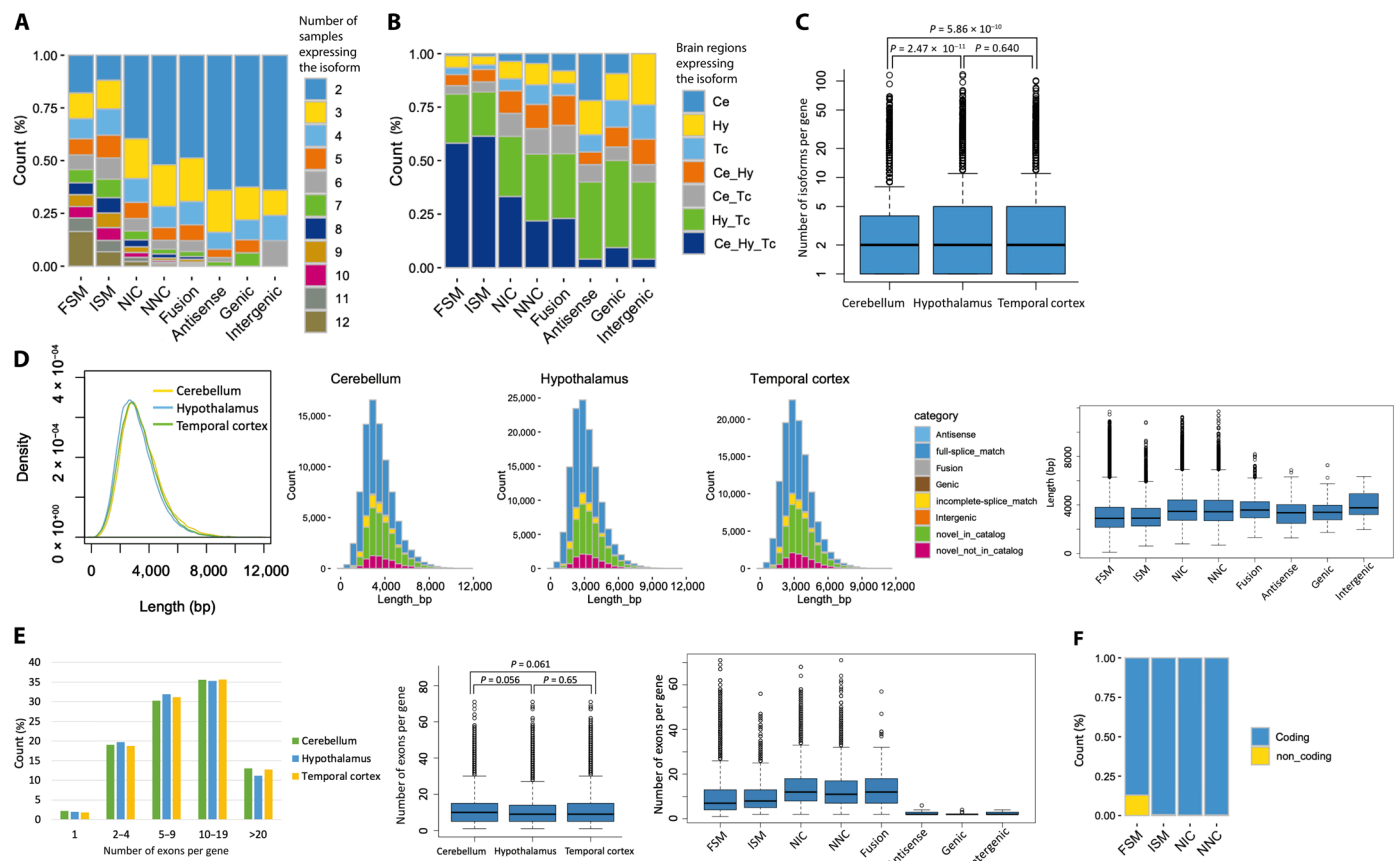 A
Number of
samples
expressing
the isoform
1.00
0.75
0.50
0.25
0.00
Count (%)
FSM
ISM
NIC
NNC
Fusion
Antisense
Genic
Intergenic
2
3
4
5
6
7
8
9
10
11
12
B
Brain regions
expressing
the isoform
1.00
0.75
0.50
0.25
0.00
Count (%)
FSM
ISM
NIC
NNC
Fusion
Antisense
Genic
Intergenic
Ce
Hy
Tc
Ce_Hy
Ce_Tc
Hy_Tc
Ce_Hy_Tc
C
P = 5.86 × 10⁻¹⁰
P = 2.47 × 10⁻¹¹
P = 0.640
Number of isoforms per gene
100
50
20
10
5
2
1
Cerebellum
Hypothalamus
Temporal cortex
D
Density
4 × 10⁻⁰⁴
2 × 10⁻⁰⁴
0 × 10⁺⁰⁰
Cerebellum
Hypothalamus
Temporal cortex
0
4,000
8,000
12,000
Length (bp)
Cerebellum
Count
15,000
10,000
5,000
0
0
4,000
8,000
12,000
Length_bp
Hypothalamus
Count
25,000
20,000
15,000
10,000
5,000
0
0
3,000
6,000
9,000
12,000
Length_bp
Temporal cortex
Count
20,000
15,000
10,000
5,000
0
0
3,000
6,000
9,000
12,000
Length_bp
category
Antisense
full-splice_match
Fusion
Genic
incomplete-splice_match
Intergenic
novel_in_catalog
novel_not_in_catalog
Length (bp)
8000
4000
0
FSM
ISM
NIC
NNC
Fusion
Antisense
Genic
Intergenic
E
Count (%)
40
35
30
25
20
15
10
5
0
1
2–4
5–9
10–19
>20
Number of exons per gene
Cerebellum
Hypothalamus
Temporal cortex
P = 0.061
P = 0.056
P = 0.65
Number of exons per gene
80
60
40
20
0
Cerebellum
Hypothalamus
Temporal cortex
Number of exons per gene
60
40
20
0
FSM
ISM
NIC
NNC
Fusion
Antisense
Genic
Intergenic
F
Count (%)
1.00
0.75
0.50
0.25
0.00
FSM
ISM
NIC
NNC
Coding
non_coding